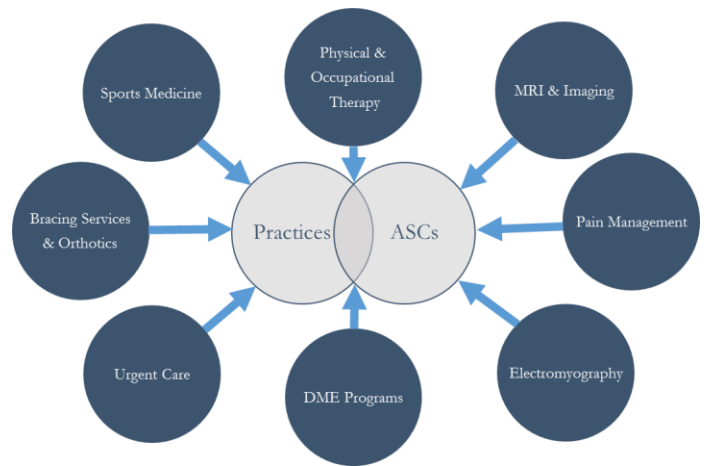 Physical &
Occupational
Therapy
Sports Medicine
MRI & Imaging
Bracing Services
& Orthotics
Practices
ASCs
Pain Management
Urgent Care
DME Programs
Electromyography